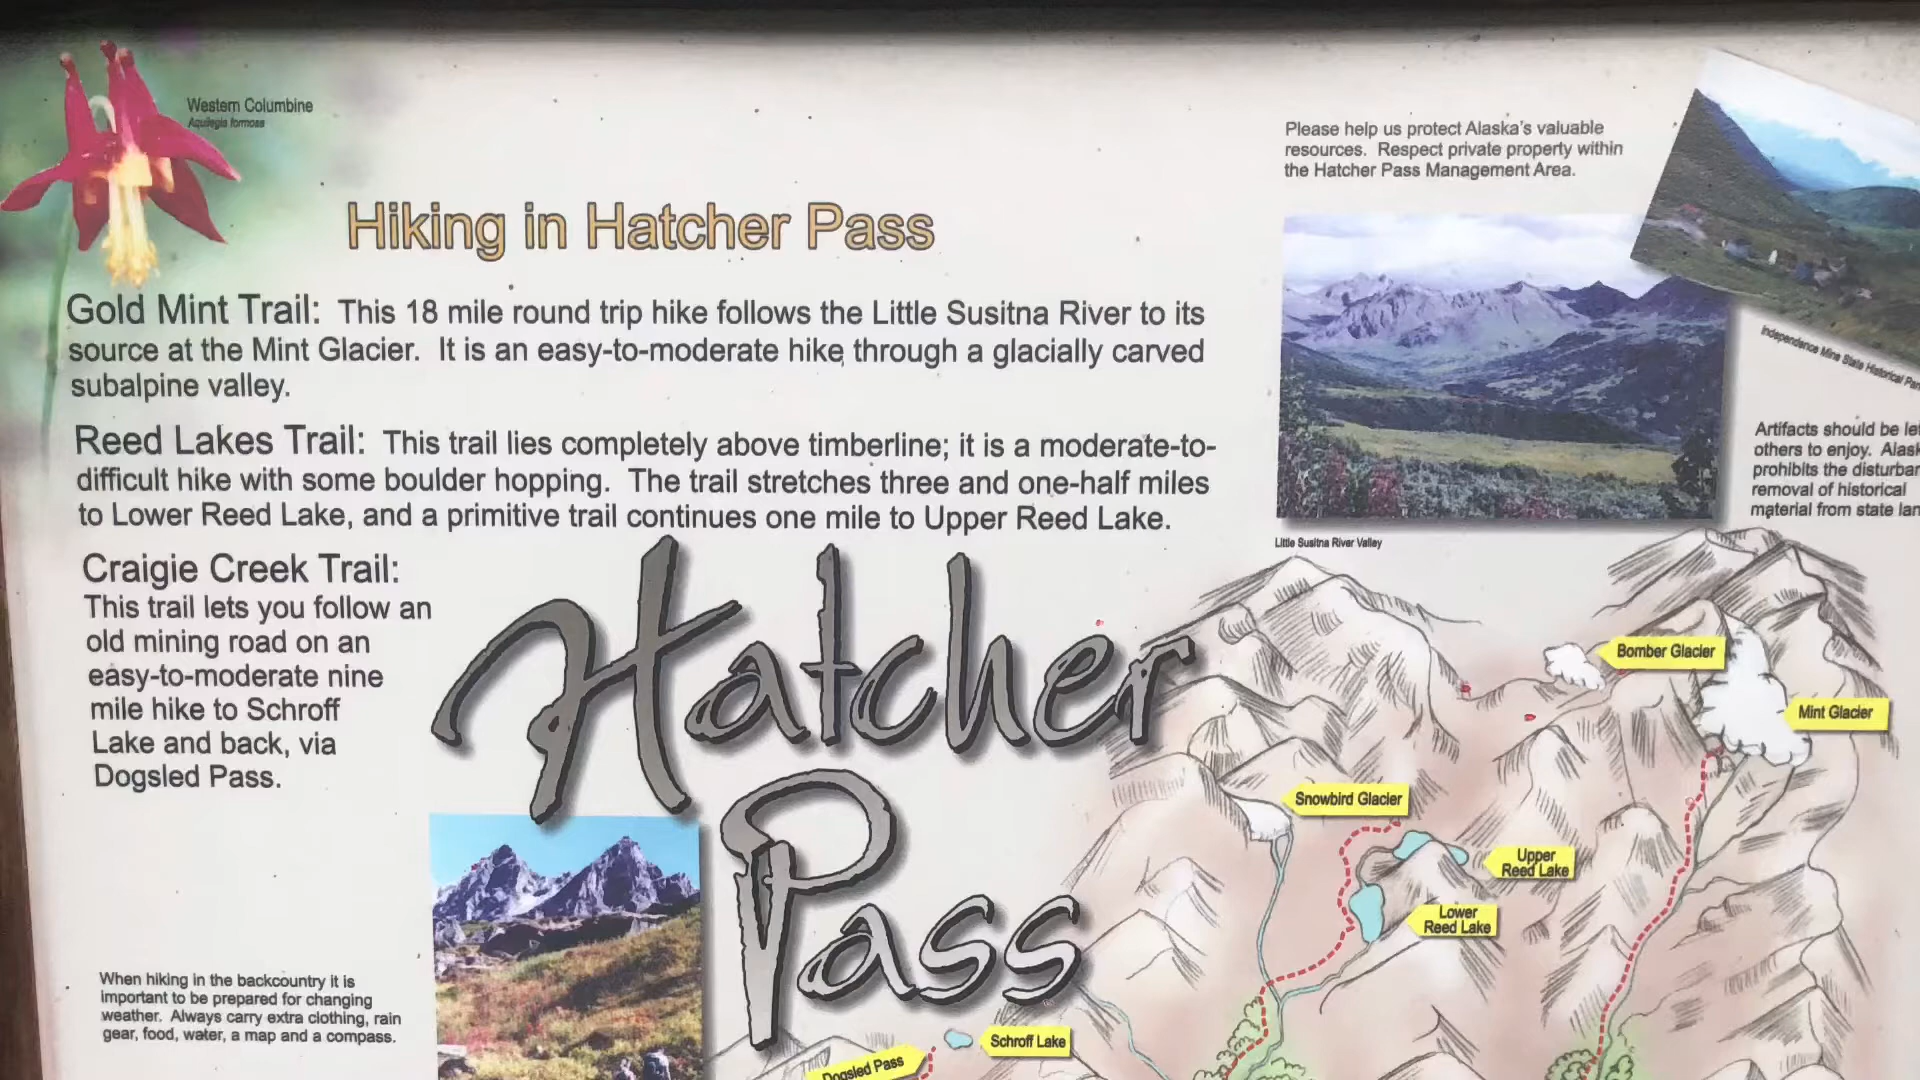 Western Columbine
Aquilegia formosa
Hiking in Hatcher Pass
Gold Mint Trail: This 18 mile round trip hike follows the Little Susitna River to its
source at the Mint Glacier. It is an easy-to-moderate hike through a glacially carved
subalpine valley.
Reed Lakes Trail: This trail lies completely above timberline; it is a moderate-to-
difficult hike with some boulder hopping. The trail stretches three and one-half miles
to Lower Reed Lake, and a primitive trail continues one mile to Upper Reed Lake.
Craigie Creek Trail:
This trail lets you follow an
old mining road on an
easy-to-moderate nine
mile hike to Schroff
Lake and back, via
Dogsled Pass.
When hiking in the backcountry it is
important to be prepared for changing
weather. Always carry extra clothing, rain
gear, food, water, a map and a compass.
Hatcher
Pass
Please help us protect Alaska's valuable
resources. Respect private property within
the Hatcher Pass Management Area.
Little Susitna River Valley
Independence Mine State Historical
Artifacts should be
others to enjoy.
prohibits the
removal of historical
material from state
Bomber Glacier
Mint Glacier
Snowbird Glacier
Upper
Reed Lake
Lower
Reed Lake
Schroff Lake
Dogsled Pass